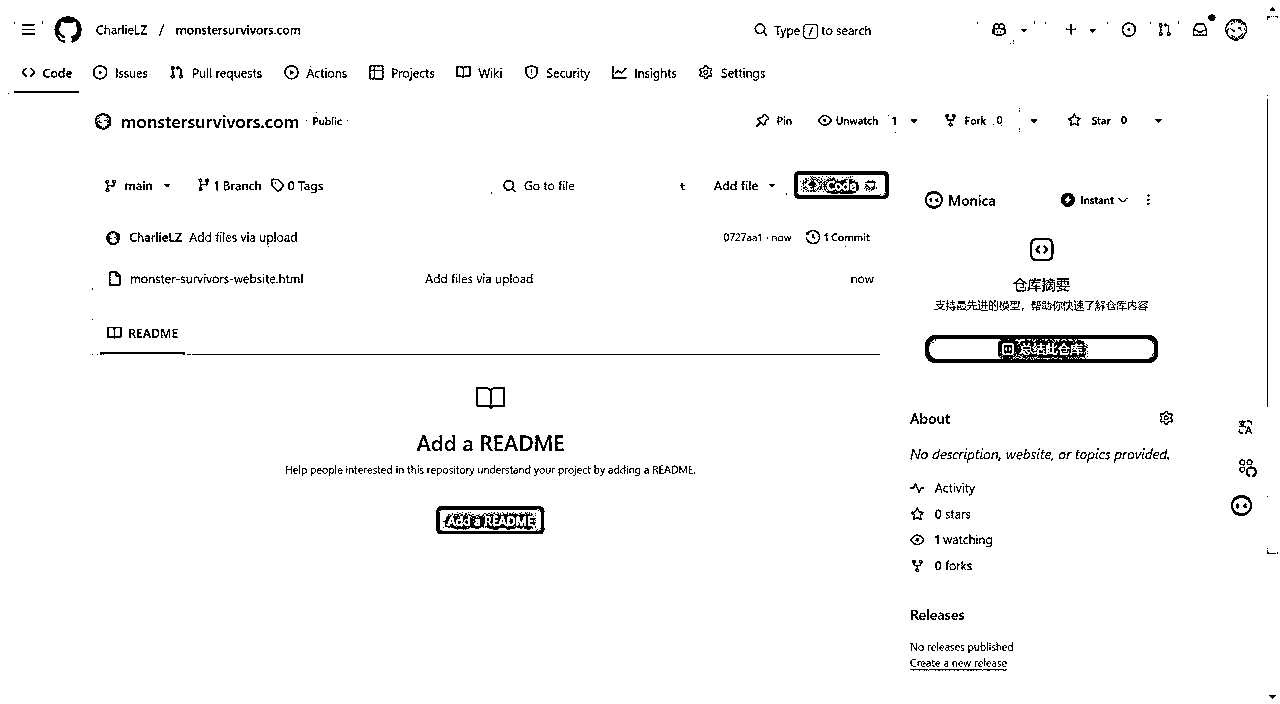 CharlieLZ / monstersurvivors.com
Type / to search
Code Issues Pull requests Actions Projects Wiki Security Insights Settings
monstersurvivors.com Public
Pin Unwatch 1 Fork 0 Star 0
main 1 Branch 0 Tags Go to file t Add file Code
CharlieLZ Add files via upload 0727aa1 · now 1 Commit
monster-survivors-website.html Add files via upload now
README
Add a README
Help people interested in this repository understand your project by adding a README.
Add a README
Monica Instant
仓库摘要
支持最先进的模型，帮助你快速了解仓库内容
总结此仓库
About
No description, website, or topics provided.
Activity
0 stars
1 watching
0 forks
Releases
No releases published
Create a new release